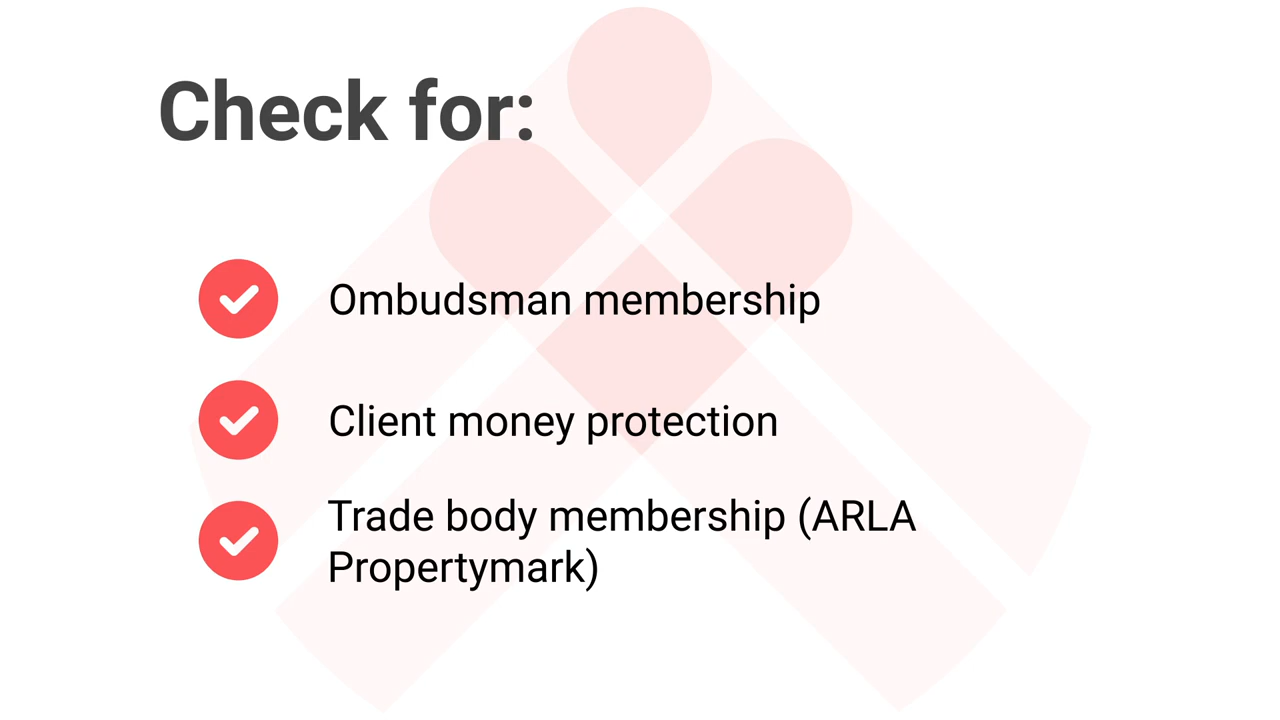 Check for:
Ombudsman membership
Client money protection
Trade body membership (ARLA
Propertymark)